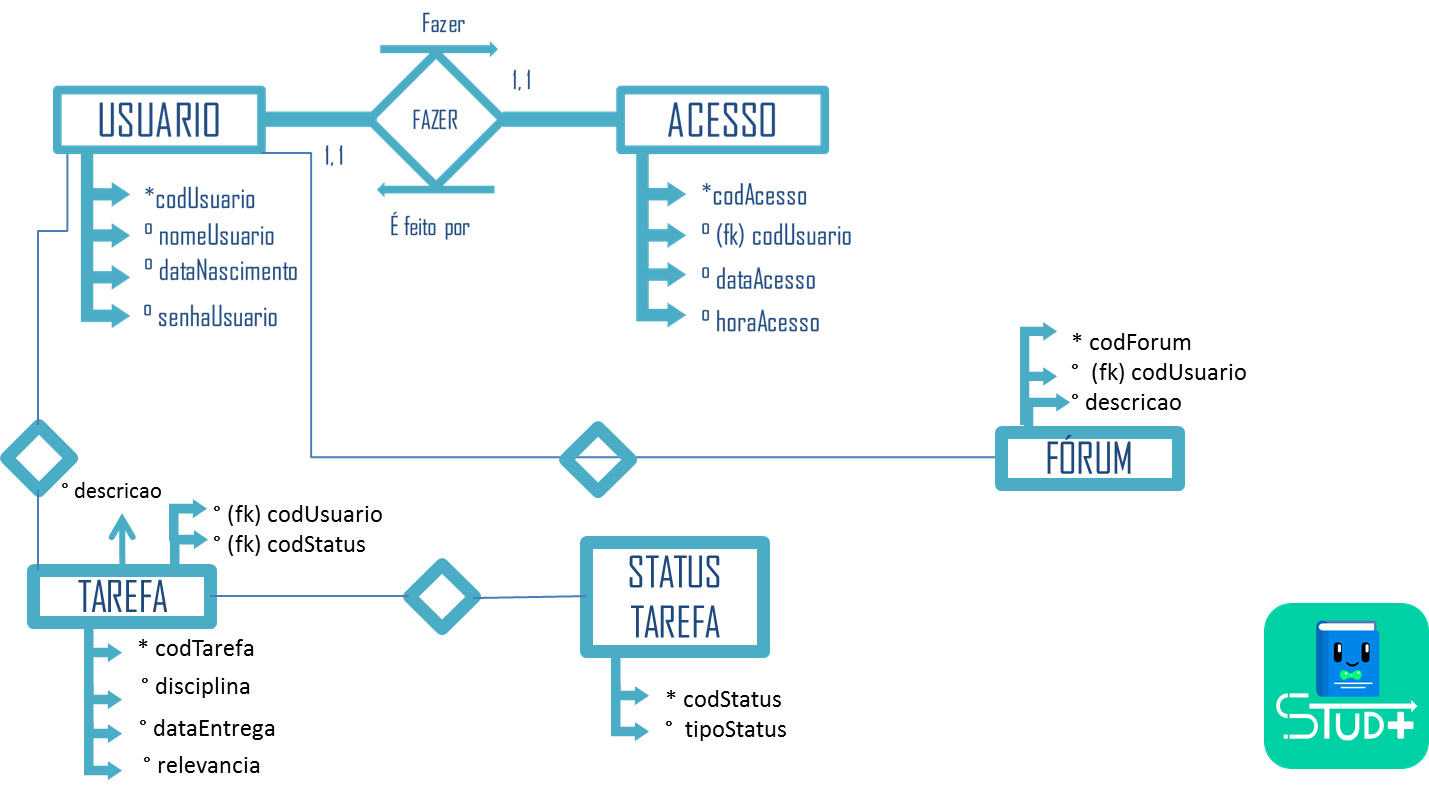 Fazer
1,1
USUARIO
FAZER
ACESSO
1,1
É feito por
*codUsuario
º nomeUsuario
º dataNascimento
º senhaUsuario
*codAcesso
º (fk) codUsuario
º dataAcesso
º horaAcesso
* codForum
° (fk) codUsuario
° descricao
FÓRUM
° descricao
° (fk) codUsuario
° (fk) codStatus
TAREFA
STATUS
TAREFA
* codTarefa
° disciplina
° dataEntrega
° relevancia
* codStatus
° tipoStatus
STUD+